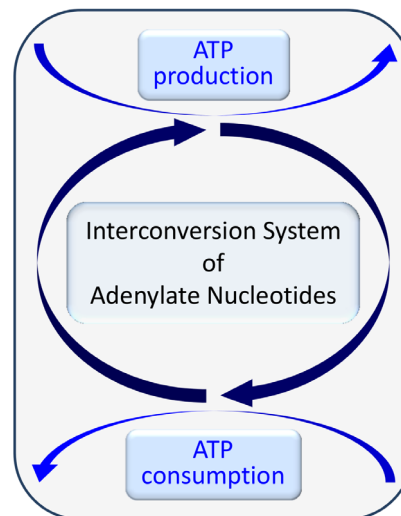 ATP
production
Interconversion System
of
Adenylate Nucleotides
ATP
consumption